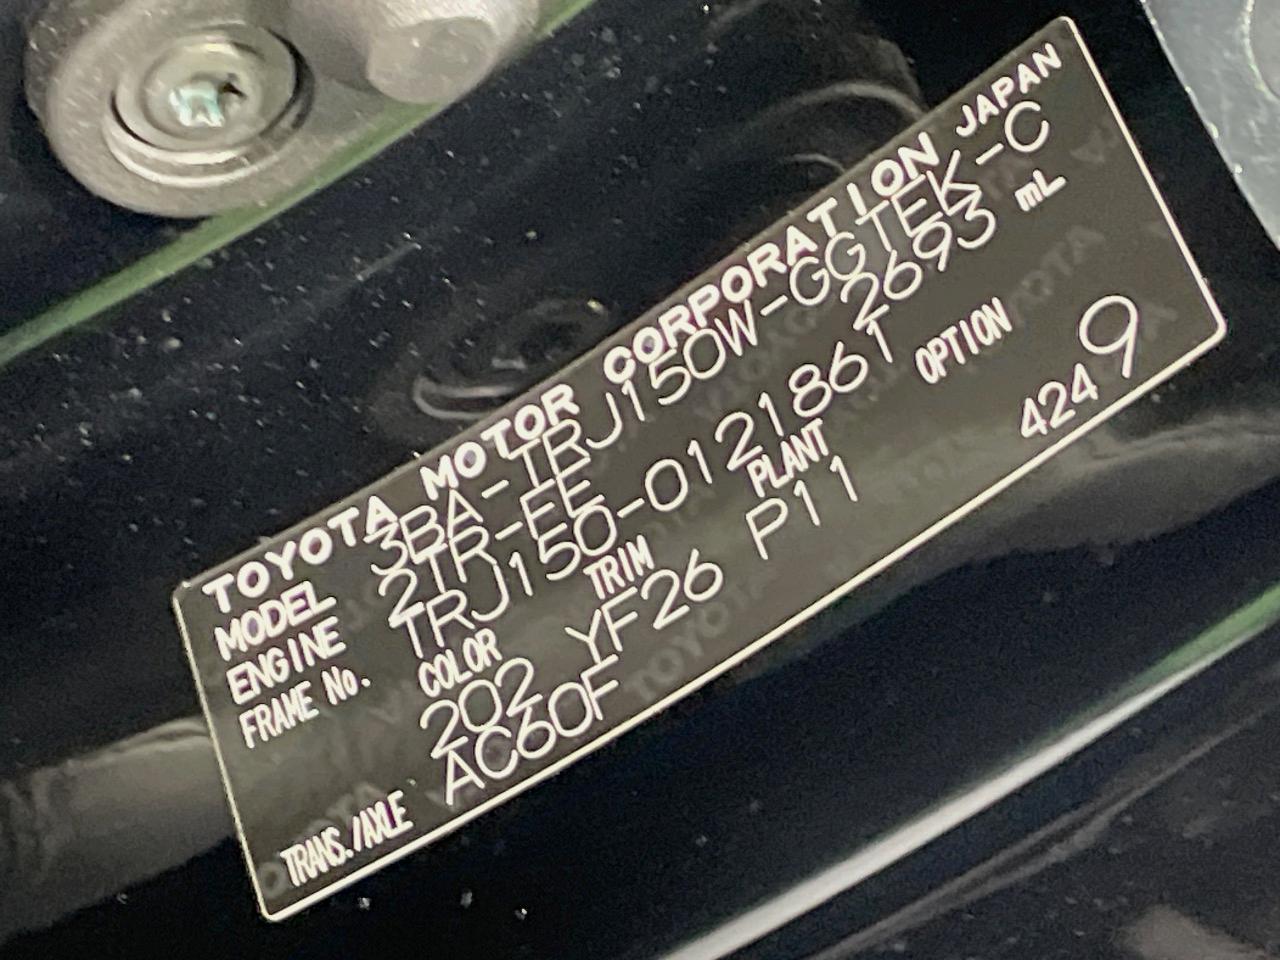 TOYOTA MOTOR CORPORATION JAPAN
MODEL 3BA-TRJ150W-GGTEK-C
ENGINE 2TR-EE 2693 mL
FRAME No. TRJ150-0121861
COLOR TRIM PLANT OPTION
202 YF26 P11 4249
TRANS./AXLE AC60F